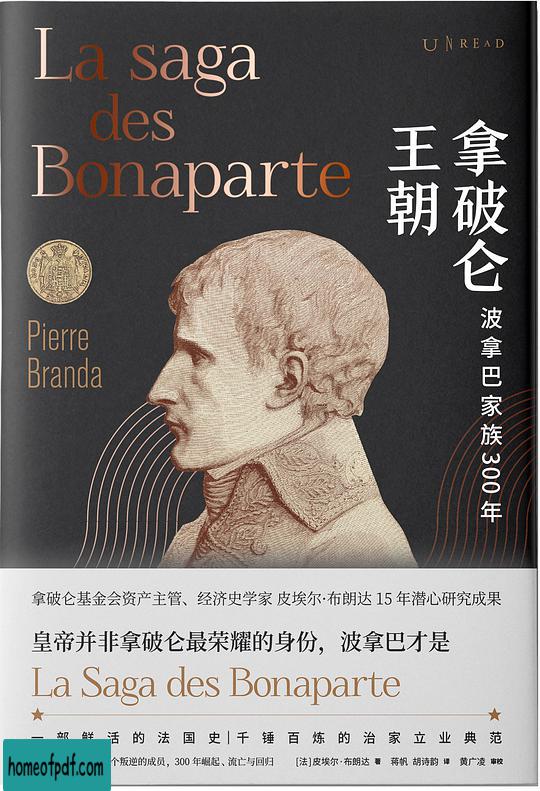 La saga
des
Bonaparte
UNREAD
拿破仑
王朝
波拿巴家族300年
Pierre
Branda
拿破仑基金会资产主管、经济史学家 皮埃尔·布朗达 15 年潜心研究成果
皇帝并非拿破仑最荣耀的身份，波拿巴才是
La Saga des Bonaparte
一部鲜活的法国史|千锤百炼的治家立业典范
个叛逆的成员，300 年崛起、流亡与回归 [法]皮埃尔·布朗达 著 蒋帆 胡诗韵 译 黄广凌 审校
homeofpdf.com